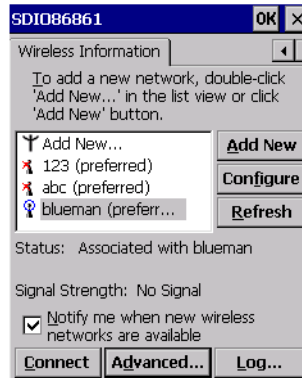 SDIO86861 OK ×
Wireless Information
To add a new network, double-click
'Add New...' in the list view or click
'Add New' button.
Add New...
123 (preferred)
abc (preferred)
blueman (preferr...
Add New
Configure
Refresh
Status: Associated with blueman
Signal Strength: No Signal
Notify me when new wireless
networks are available
Connect Advanced... Log...